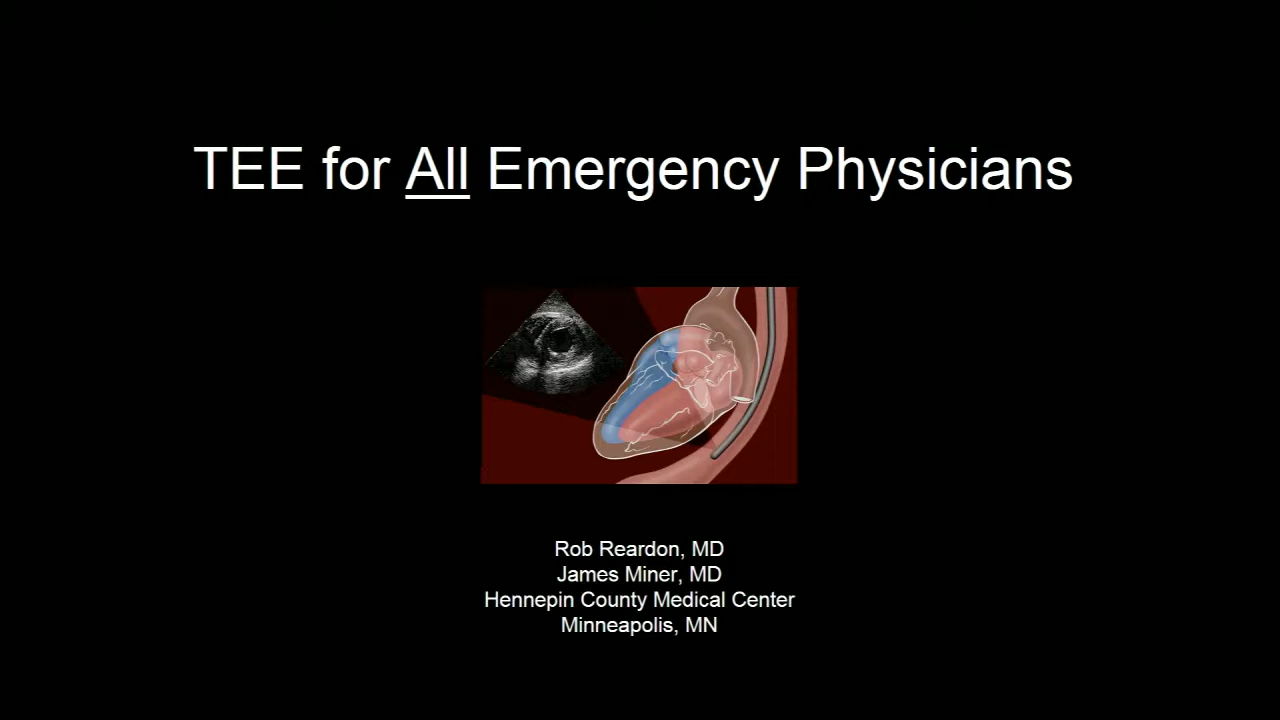 TEE for All Emergency Physicians
Rob Reardon, MD
James Miner, MD
Hennepin County Medical Center
Minneapolis, MN